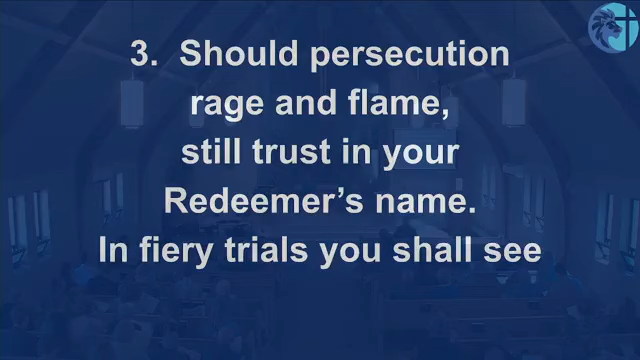 3. Should persecution
rage and flame,
still trust in your
Redeemer’s name.
In fiery trials you shall see